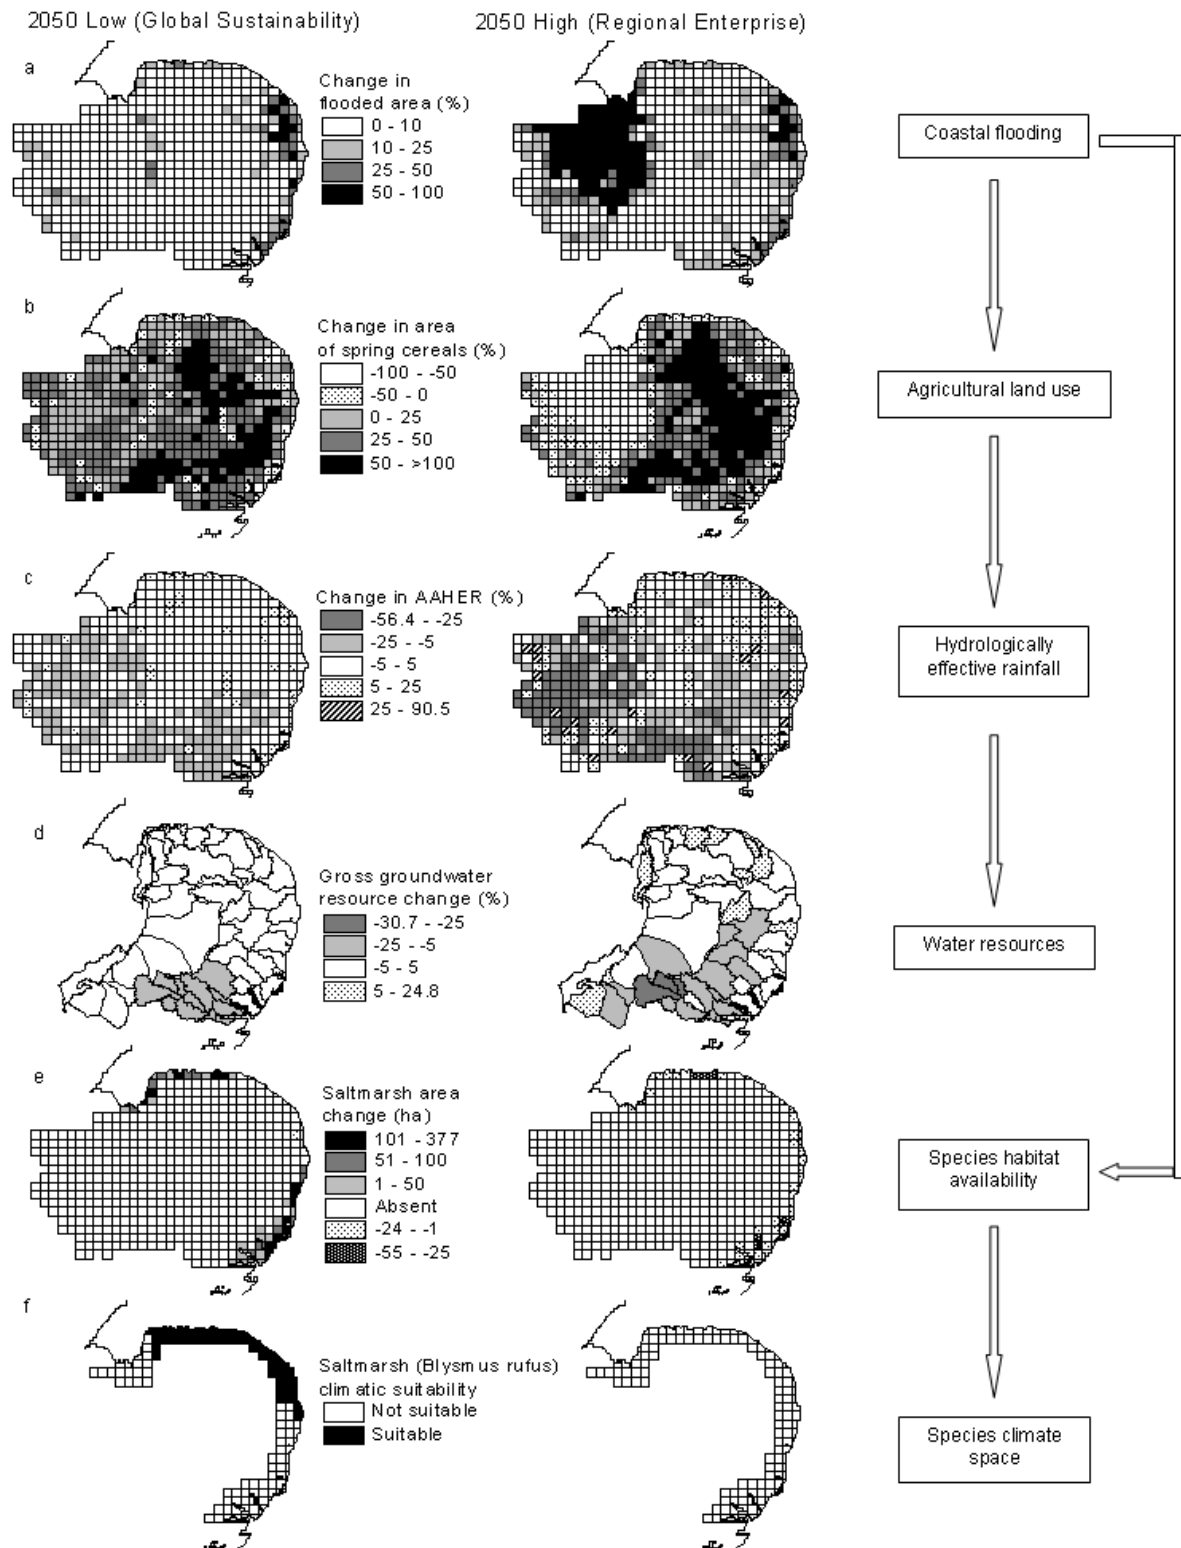 2050 Low (Global Sustainability)
2050 High (Regional Enterprise)
a
Change in
flooded area (%)
0 - 10
10 - 25
25 - 50
50 - 100
Coastal flooding
b
Change in area
of spring cereals (%)
-100 - -50
-50 - 0
0 - 25
25 - 50
50 - >100
Agricultural land use
c
Change in AAHER (%)
-56.4 - -25
-25 - -5
-5 - 5
5 - 25
25 - 90.5
Hydrologically
effective rainfall
d
Gross groundwater
resource change (%)
-30.7 - -25
-25 - -5
-5 - 5
5 - 24.8
Water resources
e
Saltmarsh area
change (ha)
101 - 377
51 - 100
1 - 50
Absent
-24 - -1
-55 - -25
Species habitat
availability
f
Saltmarsh (Blysmus rufus)
climatic suitability
Not suitable
Suitable
Species climate
space